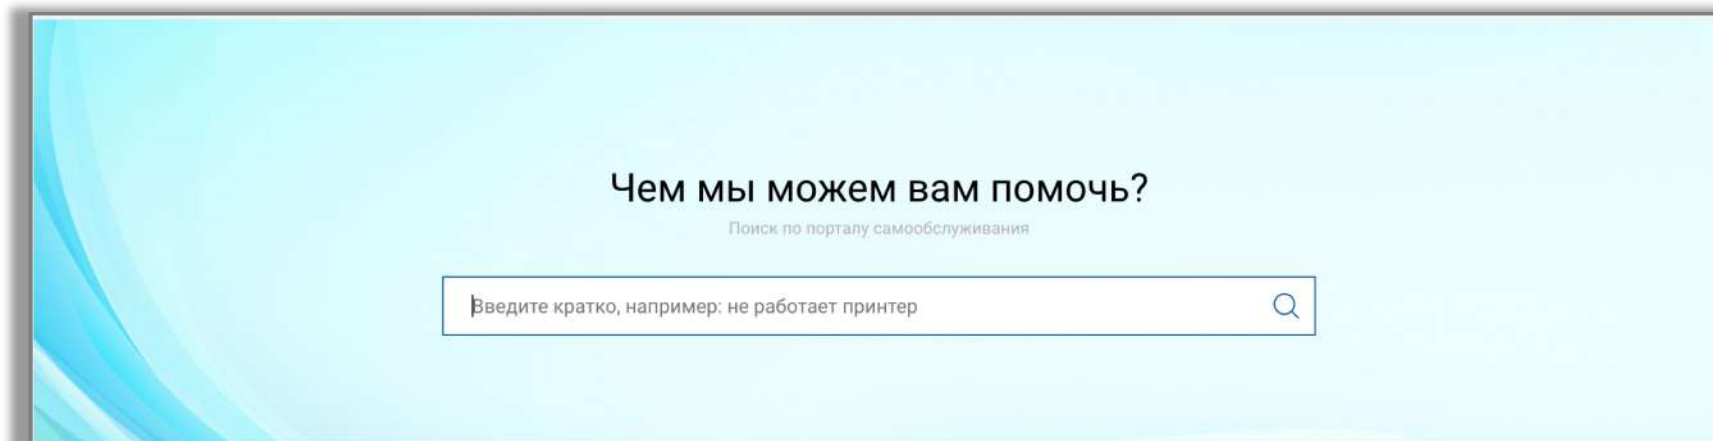 Чем мы можем вам помочь?
Поиск по порталу самообслуживания
Введите кратко, например: не работает принтер